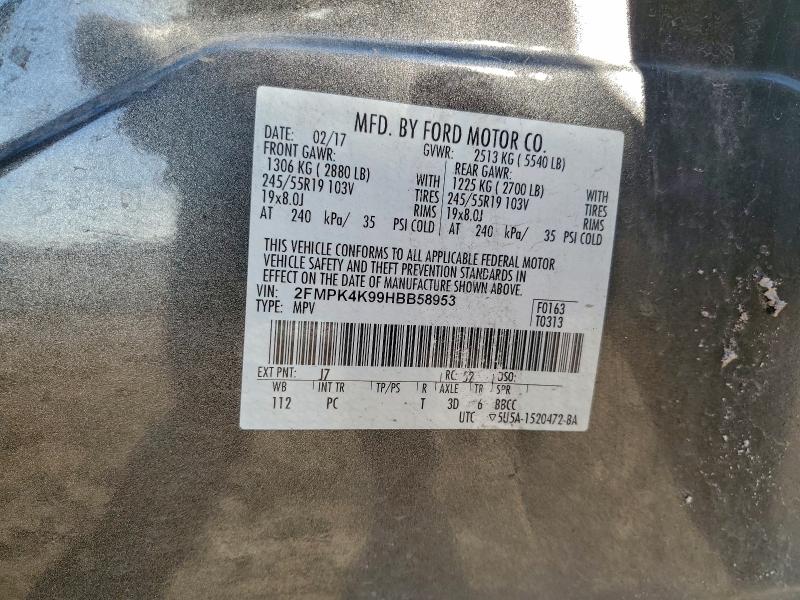 MFD. BY FORD MOTOR CO.
DATE: 02/17 GVWR: 2513 KG ( 5540 LB)
FRONT GAWR: REAR GAWR:
1306 KG ( 2880 LB) WITH 1225 KG ( 2700 LB) WITH
245/55R19 103V TIRES 245/55R19 103V TIRES
19x8.0J RIMS 19x8.0J RIMS
AT 240 kPa/ 35 PSI COLD AT 240 kPa/ 35 PSI COLD
THIS VEHICLE CONFORMS TO ALL APPLICABLE FEDERAL MOTOR
VEHICLE SAFETY AND THEFT PREVENTION STANDARDS IN
EFFECT ON THE DATE OF MANUFACTURE SHOWN ABOVE.
VIN: 2FMPK4K99HBB58953 F0163
TYPE: MPV T0313
EXT PNT: J7 RC: 52 DSO:
WB INT TR TP/PS R AXLE TR SPR
112 PC T 3D 6 BBCC
UTC ▽5U5A-1520472-BA